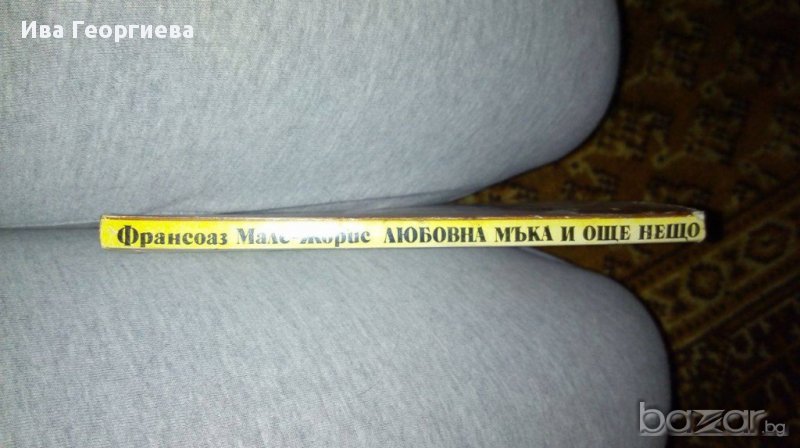 Ива Георгиева
Франсоаз Мале-Жорис ЛЮБОВНА МЪКА И ОЩЕ НЕЩО
bazar.bg